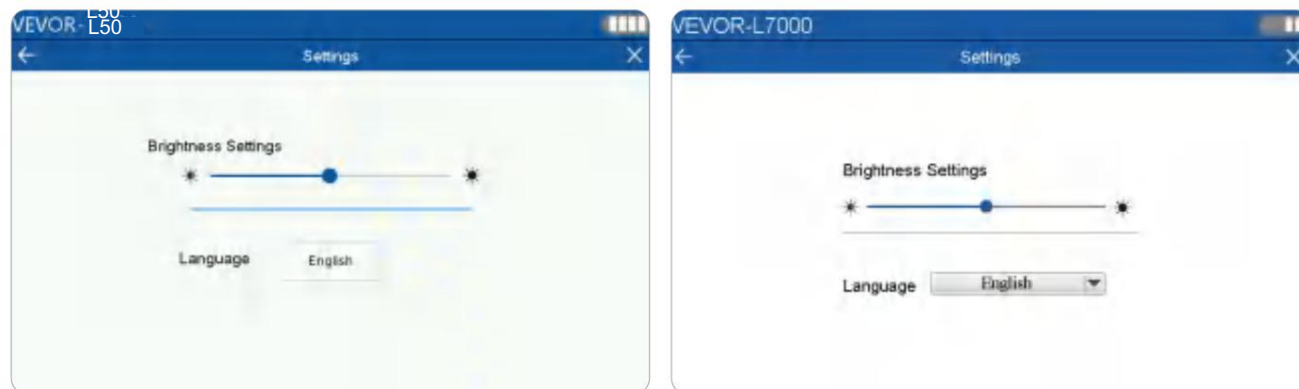 L50
VEVOR- L50
Settings
Brightness Settings
Language English
VEVOR-L7000
Settings
Brightness Settings
Language English